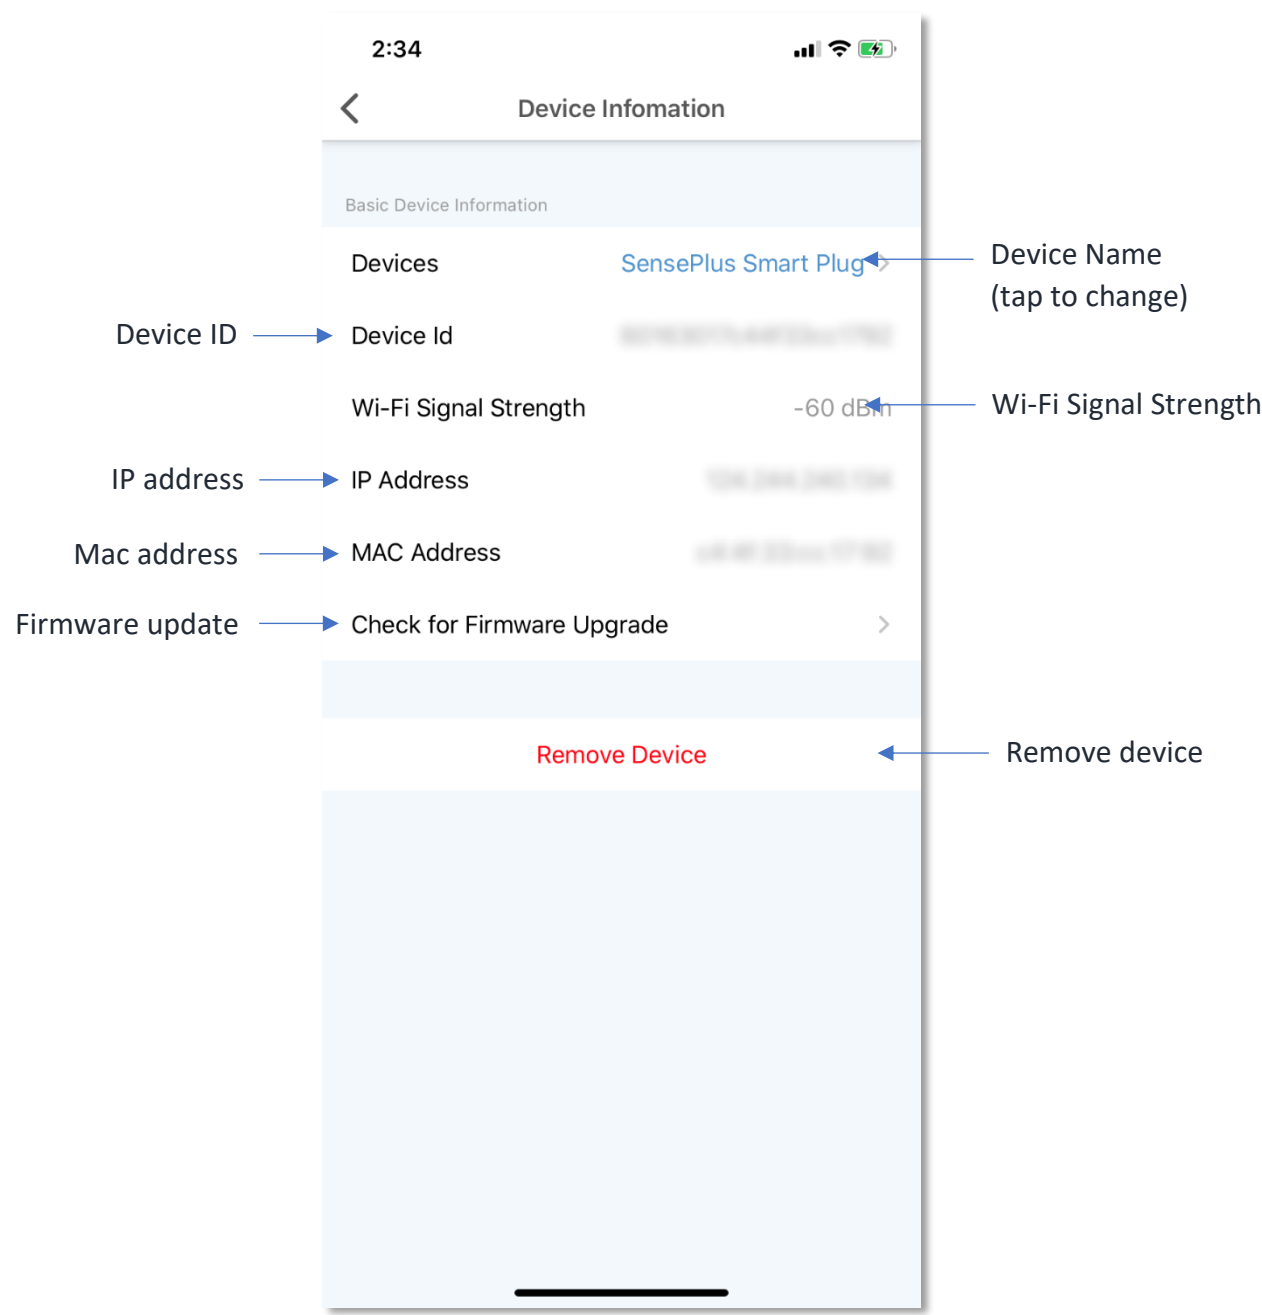 2:34
Device Infomation
Basic Device Information
Devices
SensePlus Smart Plug
Device Name
(tap to change)
Device ID
Device Id
Wi-Fi Signal Strength
-60 dBm
Wi-Fi Signal Strength
IP address
IP Address
Mac address
MAC Address
Firmware update
Check for Firmware Upgrade
Remove Device
Remove device